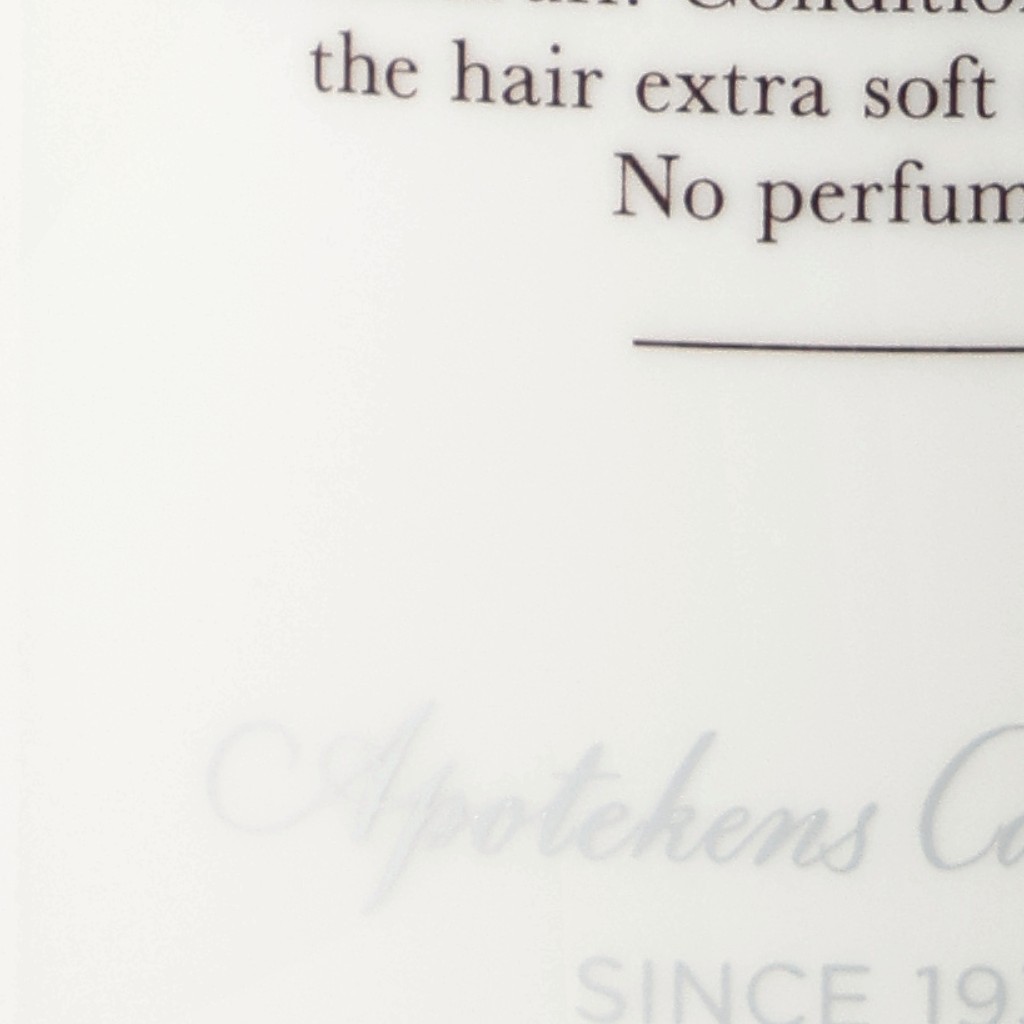 the hair extra soft
No perfum
Apotekens
SINCE 19